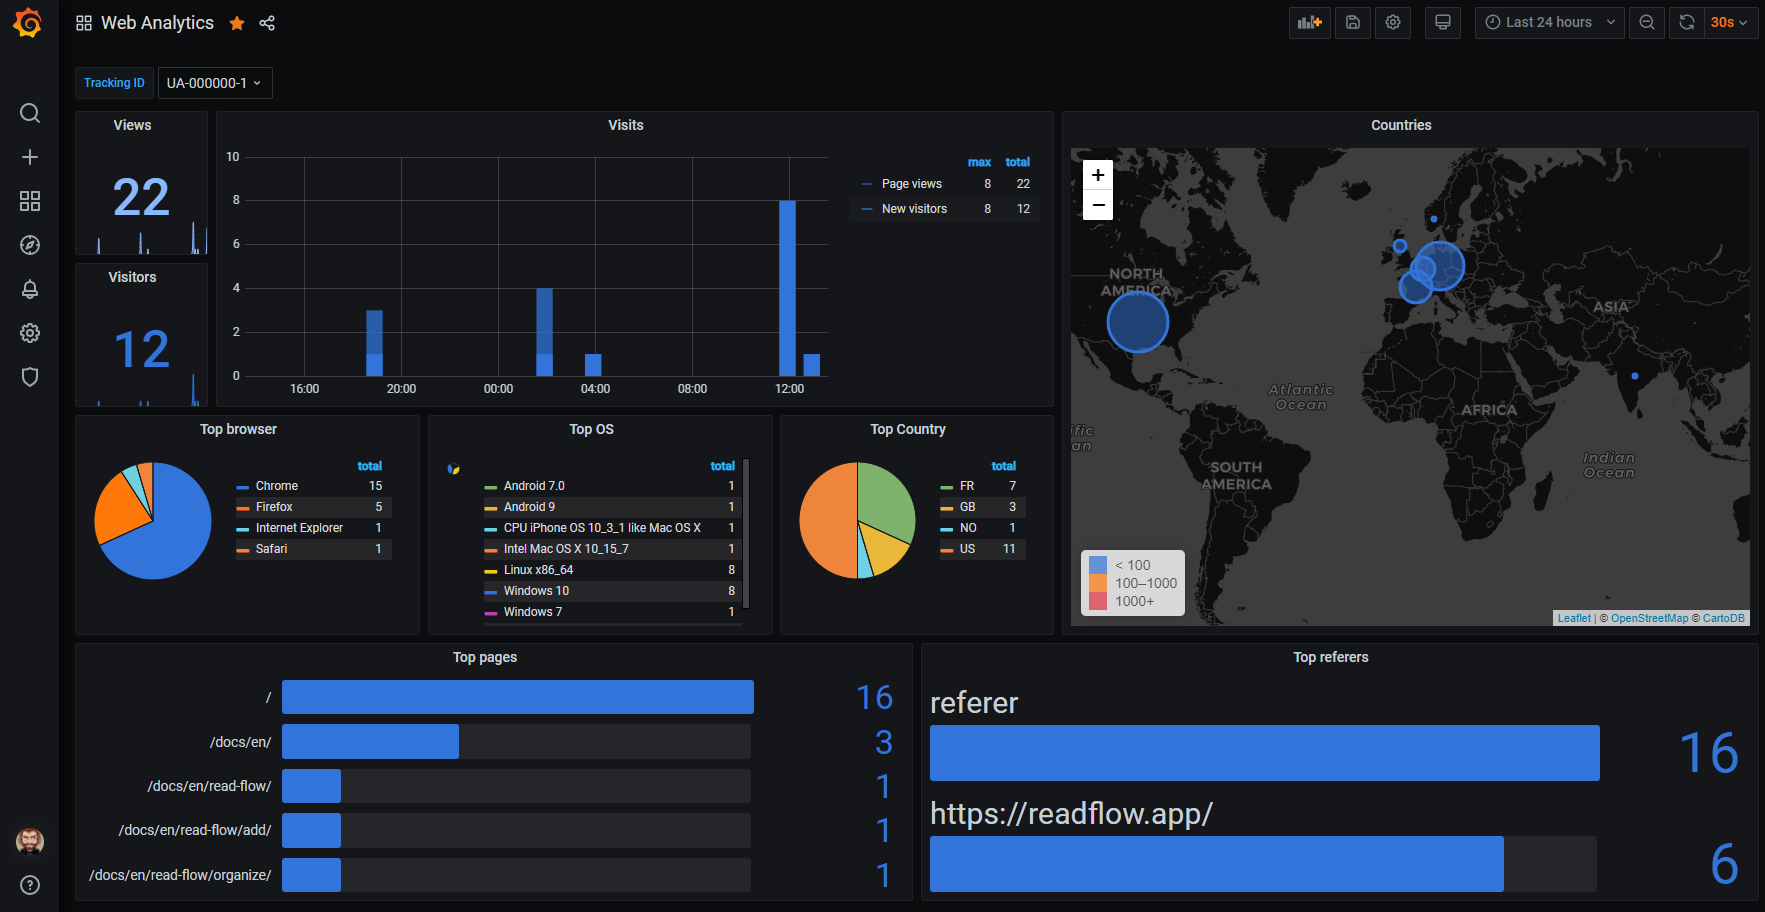 Web Analytics
Last 24 hours
30s
Tracking ID
UA-000000-1
Views
22
Visitors
12
Visits
10
8
6
4
2
0
16:00 20:00 00:00 04:00 08:00 12:00
max total
Page views 8 22
New visitors 8 12
Countries
+
−
NORTH
AMERICA
ASIA
Atlantic
Ocean
AFRICA
ific
an
SOUTH
AMERICA
Indian
Ocean
< 100
100–1000
1000+
Leaflet | © OpenStreetMap © CartoDB
Top browser
total
Chrome 15
Firefox 5
Internet Explorer 1
Safari 1
Top OS
total
Android 7.0 1
Android 9 1
CPU iPhone OS 10_3_1 like Mac OS X 1
Intel Mac OS X 10_15_7 1
Linux x86_64 8
Windows 10 8
Windows 7 1
Top Country
total
FR 7
GB 3
NO 1
US 11
Top pages
/ 16
/docs/en/ 3
/docs/en/read-flow/ 1
/docs/en/read-flow/add/ 1
/docs/en/read-flow/organize/ 1
Top referers
referer
16
https://readflow.app/
6